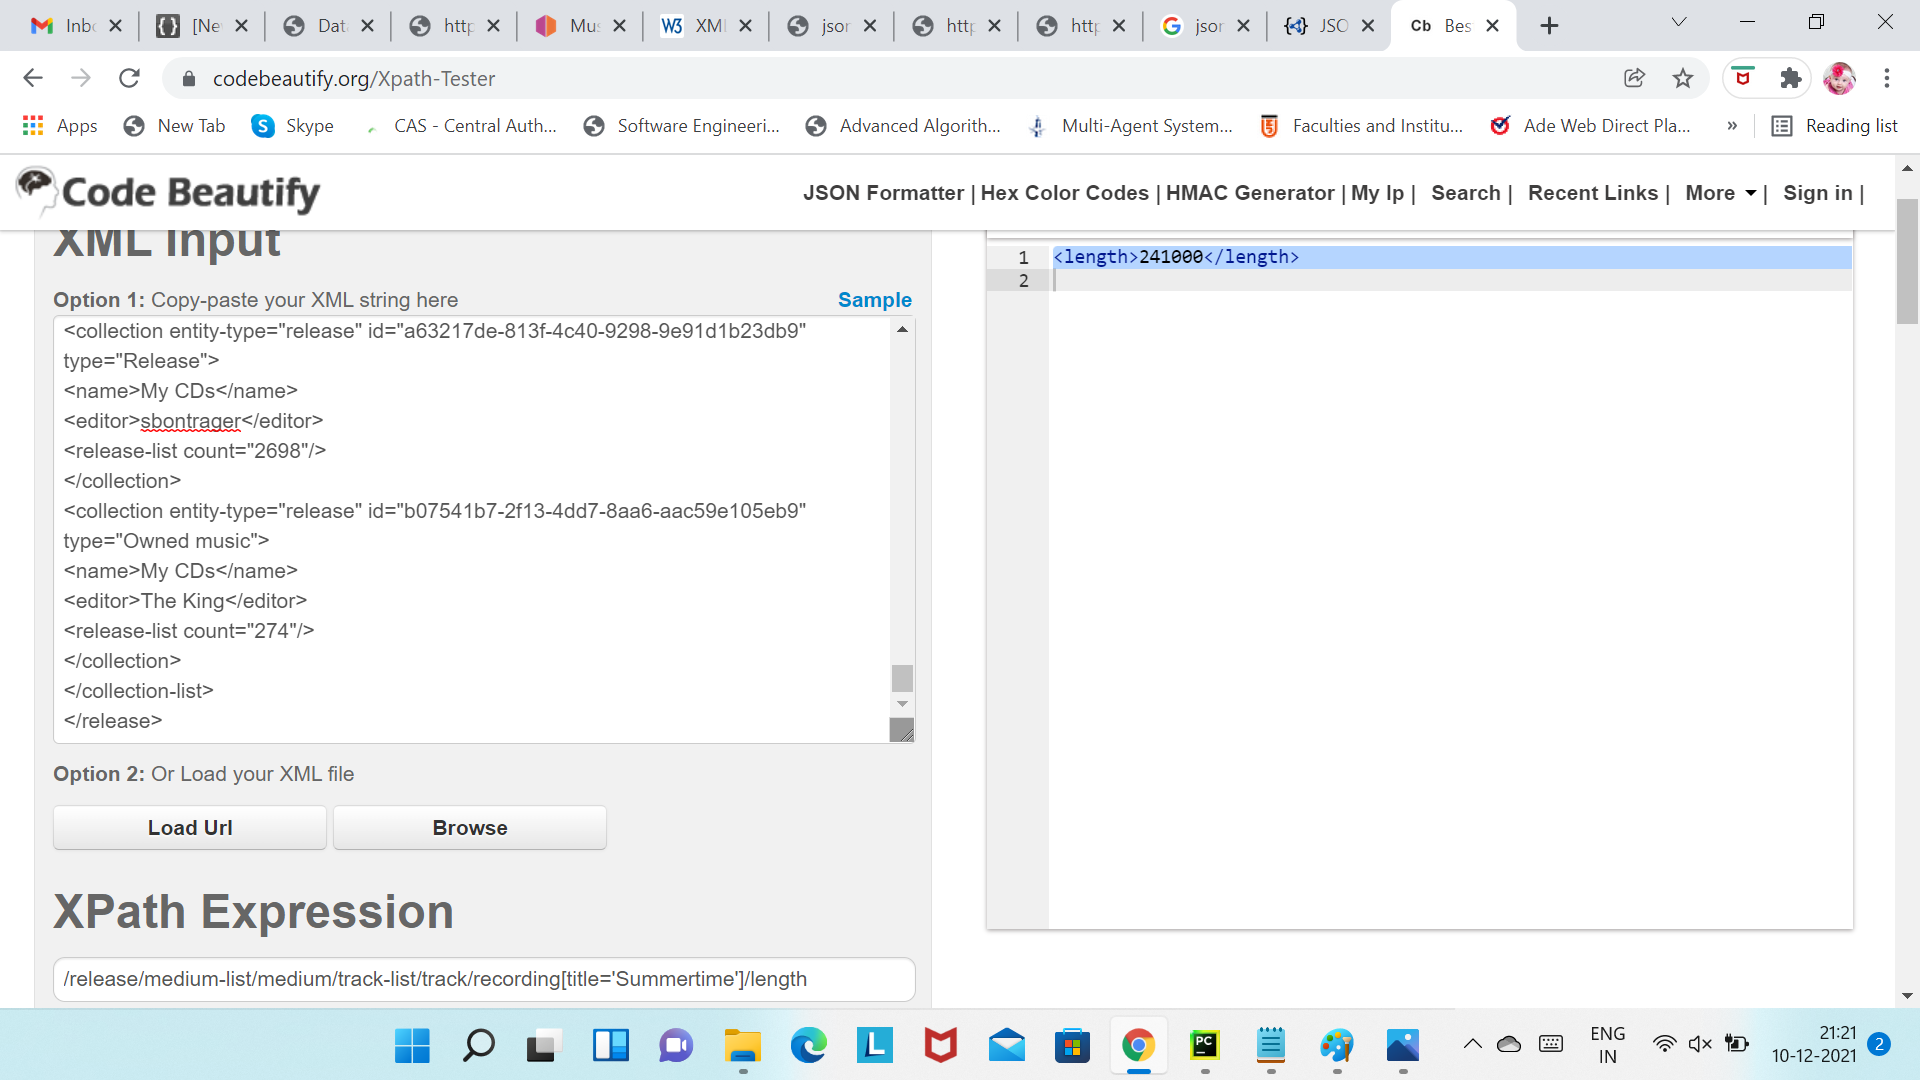 Inbc
[Ne
Dat
http
Mus
W3 XMl
jsor
http
http
jsor
JSO
Cb Bes
codebeautify.org/Xpath-Tester
Apps
New Tab
Skype
CAS - Central Auth...
Software Engineeri...
Advanced Algorith...
Multi-Agent System...
Faculties and Institu...
Ade Web Direct Pla...
»
Reading list
Code Beautify
JSON Formatter | Hex Color Codes | HMAC Generator | My Ip | Search | Recent Links | More | Sign in |
XML Input
Option 1: Copy-paste your XML string here
Sample
<collection entity-type="release" id="a63217de-813f-4c40-9298-9e91d1b23db9"
type="Release">
<name>My CDs</name>
<editor>sbontrager</editor>
<release-list count="2698"/>
</collection>
<collection entity-type="release" id="b07541b7-2f13-4dd7-8aa6-aac59e105eb9"
type="Owned music">
<name>My CDs</name>
<editor>The King</editor>
<release-list count="274"/>
</collection>
</collection-list>
</release>
Option 2: Or Load your XML file
Load Url
Browse
XPath Expression
/release/medium-list/medium/track-list/track/recording[title='Summertime']/length
1 <length>241000</length>
2
L
PC
ENG
IN
21:21
10-12-2021
2